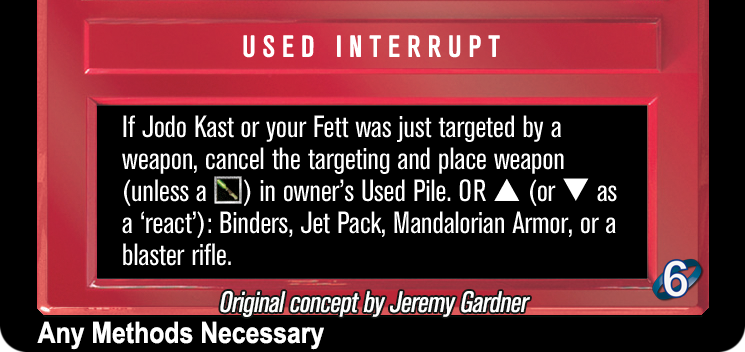 USED INTERRUPT
If Jodo Kast or your Fett was just targeted by a
weapon, cancel the targeting and place weapon
(unless a ) in owner’s Used Pile. OR ▲ (or ▼ as
a ‘react’): Binders, Jet Pack, Mandalorian Armor, or a
blaster rifle.
6
Original concept by Jeremy Gardner
Any Methods Necessary